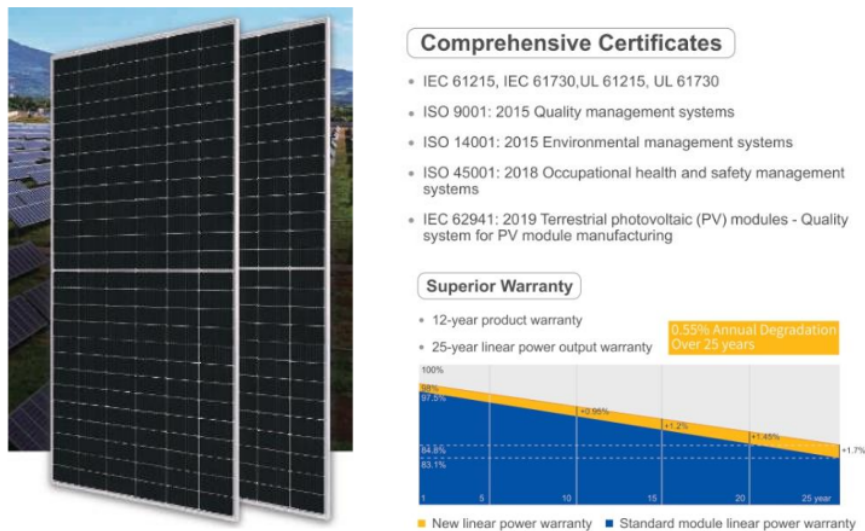 Comprehensive Certificates
• IEC 61215, IEC 61730,UL 61215, UL 61730
• ISO 9001: 2015 Quality management systems
• ISO 14001: 2015 Environmental management systems
• ISO 45001: 2018 Occupational health and safety management
systems
• IEC 62941: 2019 Terrestrial photovoltaic (PV) modules - Quality
system for PV module manufacturing
Superior Warranty
• 12-year product warranty
• 25-year linear power output warranty
0.55% Annual Degradation
Over 25 years
100%
98%
97.5%
+0.95%
+1.2%
+1.45%
+1.7%
84.8%
83.1%
1 5 10 15 20 25 year
New linear power warranty Standard module linear power warranty